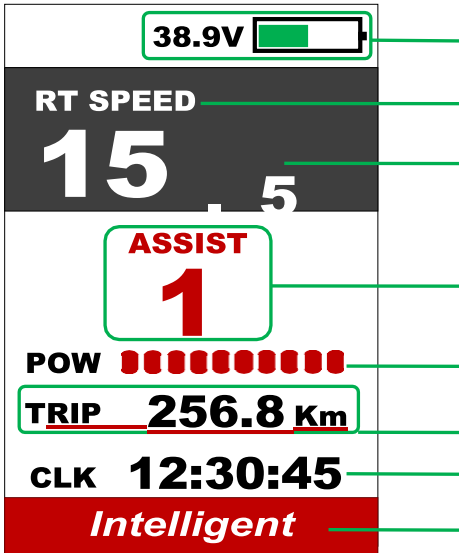 38.9V
RT SPEED
15.5
ASSIST
1
POW
TRIP 256.8 Km
CLK 12:30:45
Intelligent